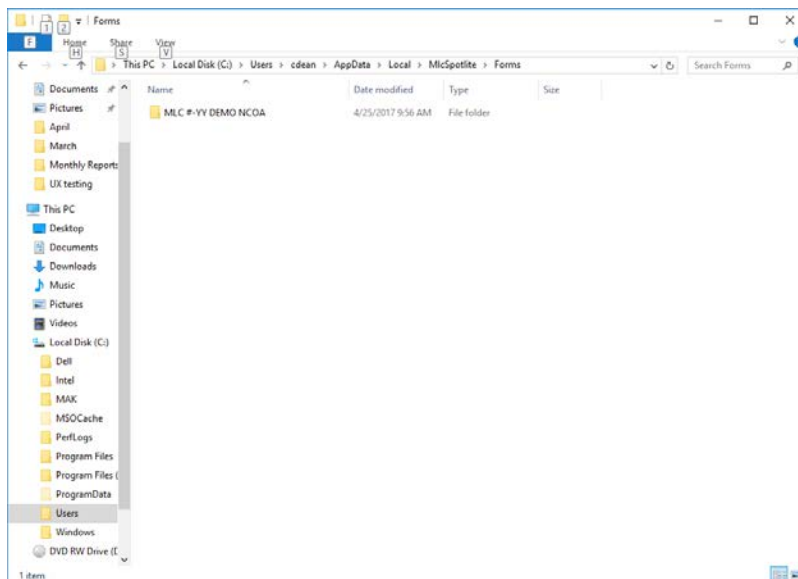 Forms
1 2
F Home Share View
H S V
This PC > Local Disk (C:) > Users > cdean > AppData > Local > MlcSpotlite > Forms
Search Forms
Name Date modified Type Size
Documents
Pictures
MLC #-YY DEMO NCOA 4/25/2017 9:56 AM File folder
April
March
Monthly Reports
UX testing
This PC
Desktop
Documents
Downloads
Music
Pictures
Videos
Local Disk (C:)
Dell
Intel
MAK
MSOCache
PerfLogs
Program Files
Program Files (
ProgramData
Users
Windows
DVD RW Drive (D
1 item